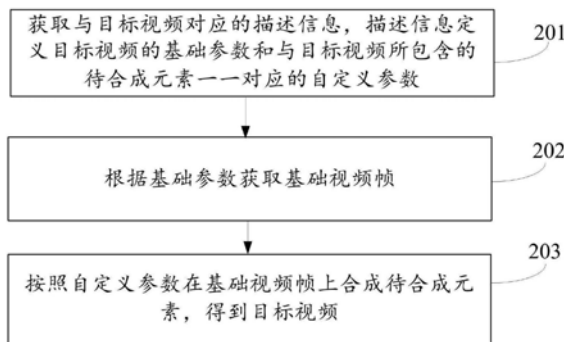 获取与目标视频对应的描述信息，描述信息定
义目标视频的基础参数和与目标视频所包含的
待合成元素一一对应的自定义参数
201
根据基础参数获取基础视频帧
202
按照自定义参数在基础视频帧上合成待合成元
素，得到目标视频
203